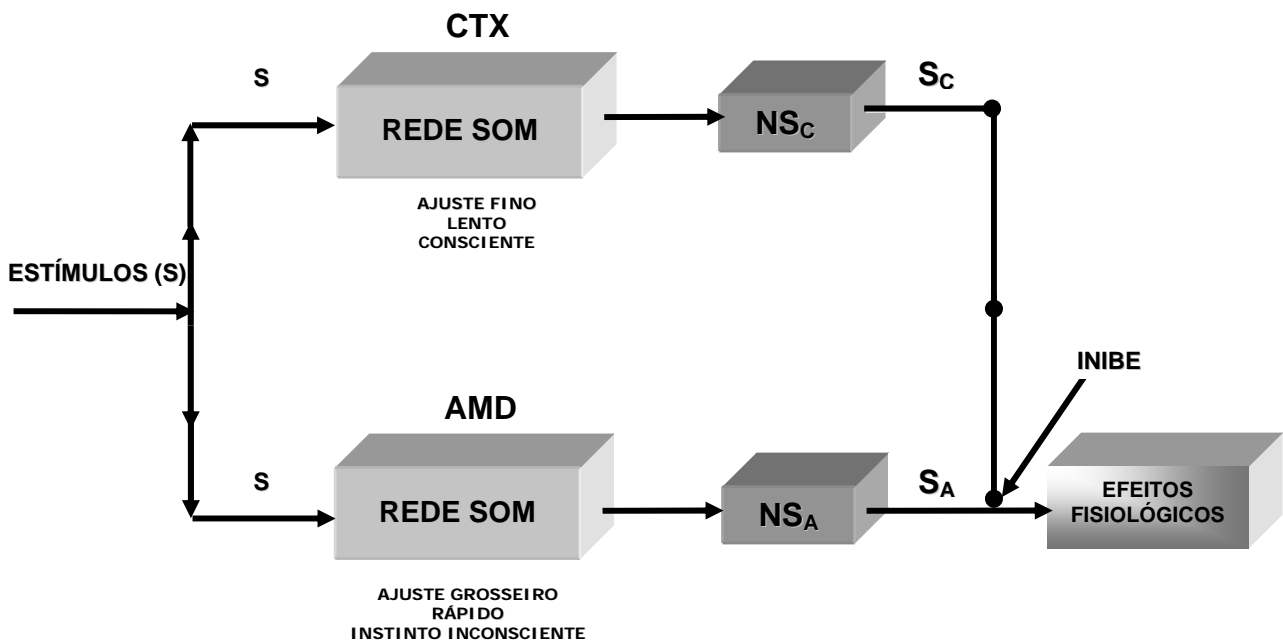 CTX
S
REDE SOM
NSC
SC
AJUSTE FINO
LENTO
CONSCIENTE
ESTÍMULOS (S)
INIBE
AMD
S
REDE SOM
NSA
SA
EFEITOS
FISIOLÓGICOS
AJUSTE GROSSEIRO
RÁPIDO
INSTINTO INCONSCIENTE